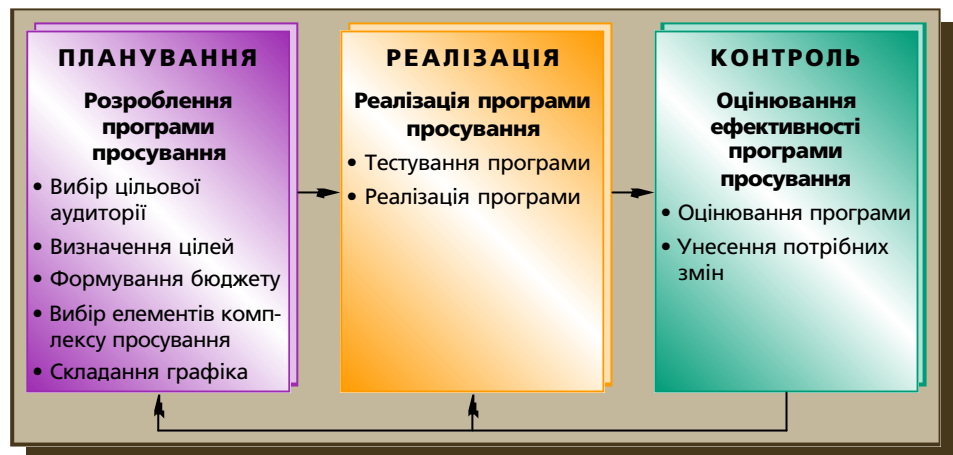 ПЛАНУВАННЯ
Розроблення
програми
просування
• Вибір цільової
аудиторії
• Визначення цілей
• Формування бюджету
• Вибір елементів комп-
лексу просування
• Складання графіка
РЕАЛІЗАЦІЯ
Реалізація програми
просування
• Тестування програми
• Реалізація програми
КОНТРОЛЬ
Оцінювання
ефективності
програми
просування
• Оцінювання програми
• Унесення потрібних
змін